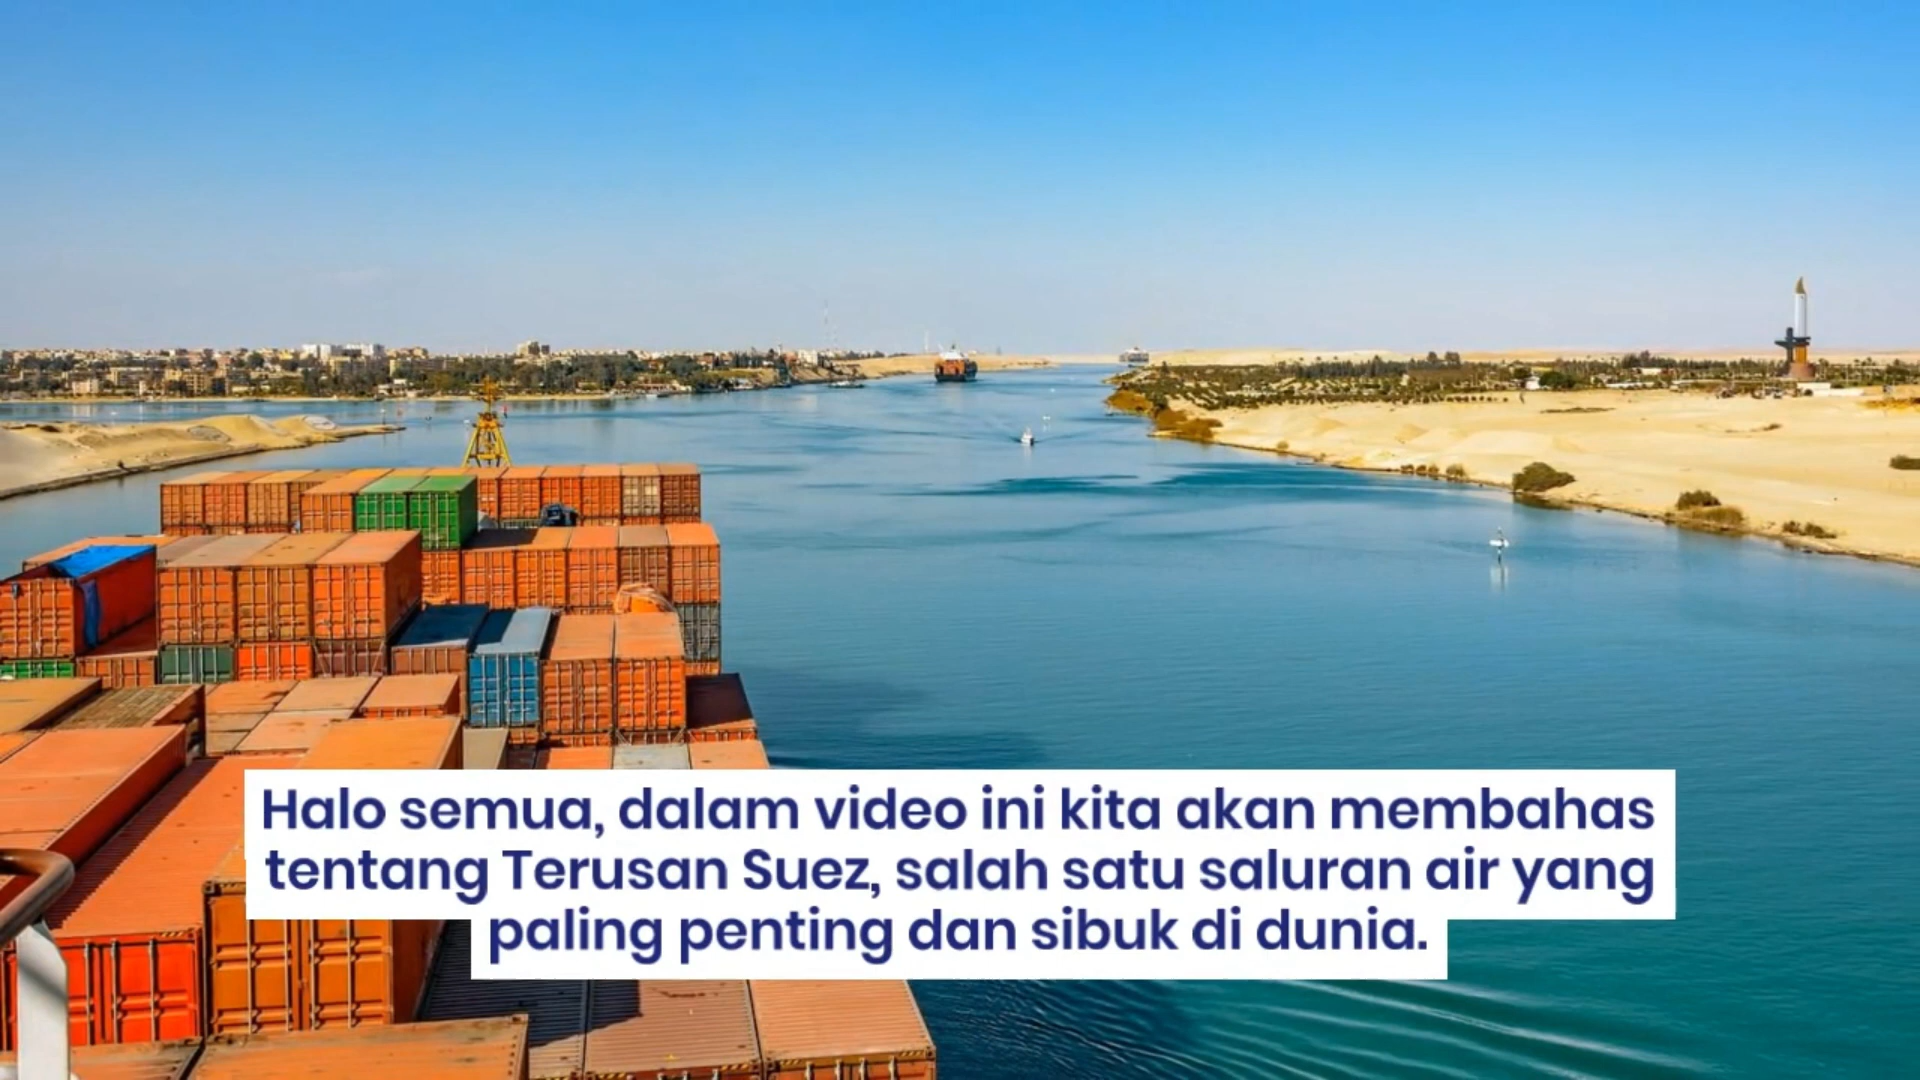 Halo semua, dalam video ini kita akan membahas
tentang Terusan Suez, salah satu saluran air yang
paling penting dan sibuk di dunia.